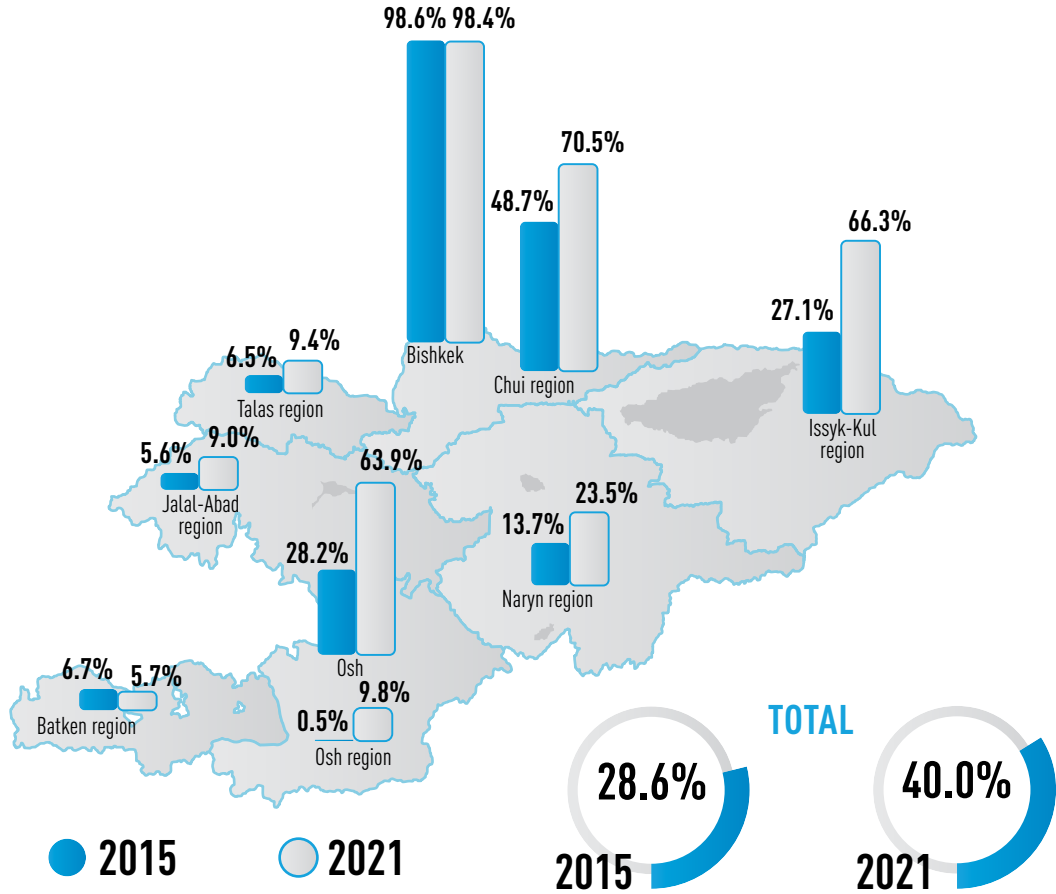 98.6% 98.4%
70.5%
48.7%
66.3%
27.1%
Bishkek
Chui region
9.4%
6.5%
Talas region
Issyk-Kul
region
9.0%
5.6%
Jalal-Abad
region
63.9%
28.2%
Osh
23.5%
13.7%
Naryn region
6.7% 5.7%
Batken region
9.8%
0.5%
Osh region
TOTAL
28.6%
2015
40.0%
2021
2015
2021